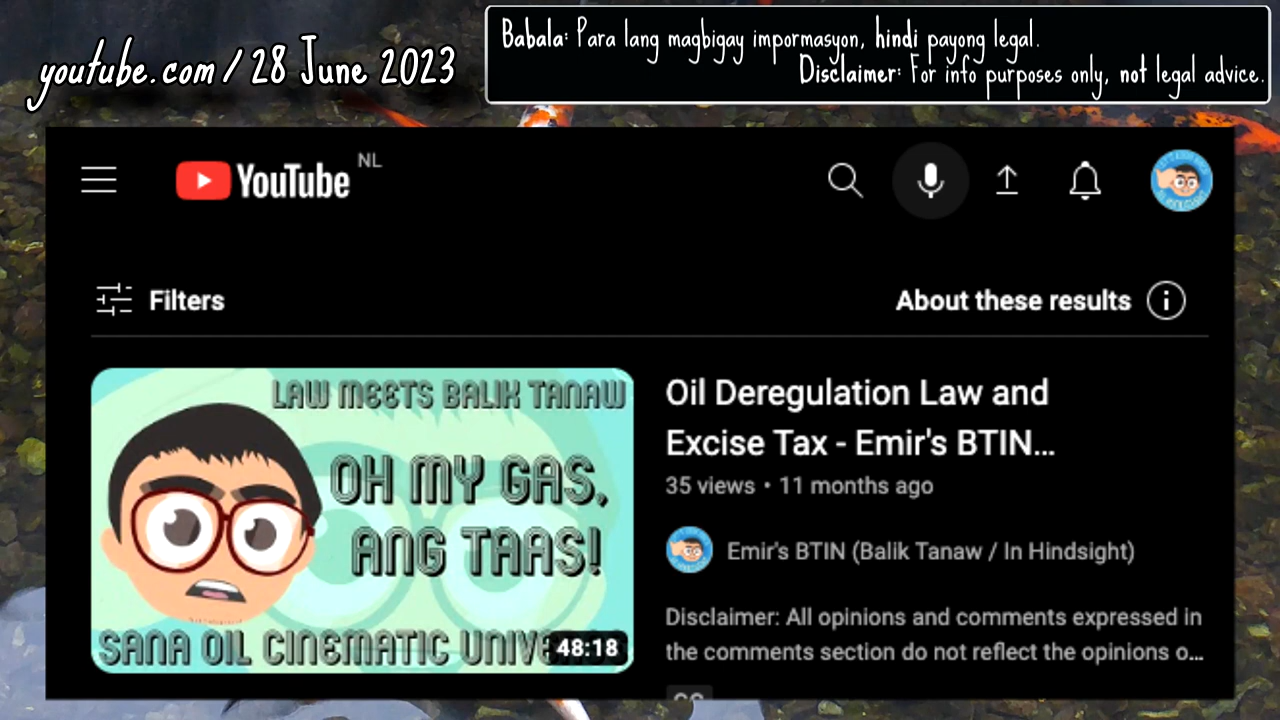 youtube.com / 28 June 2023
Babala: Para lang magbigay impormasyon, hindi payong legal.
Disclaimer: For info purposes only, not legal advice.
YouTube NL
Filters
About these results
LAW MEETS BALIK TANAW
OH MY GAS,
ANG TAAS!
SANA OIL CINEMATIC UNIVE
48:18
Oil Deregulation Law and
Excise Tax - Emir's BTIN...
35 views • 11 months ago
Emir's BTIN (Balik Tanaw / In Hindsight)
Disclaimer: All opinions and comments expressed in
the comments section do not reflect the opinions o...